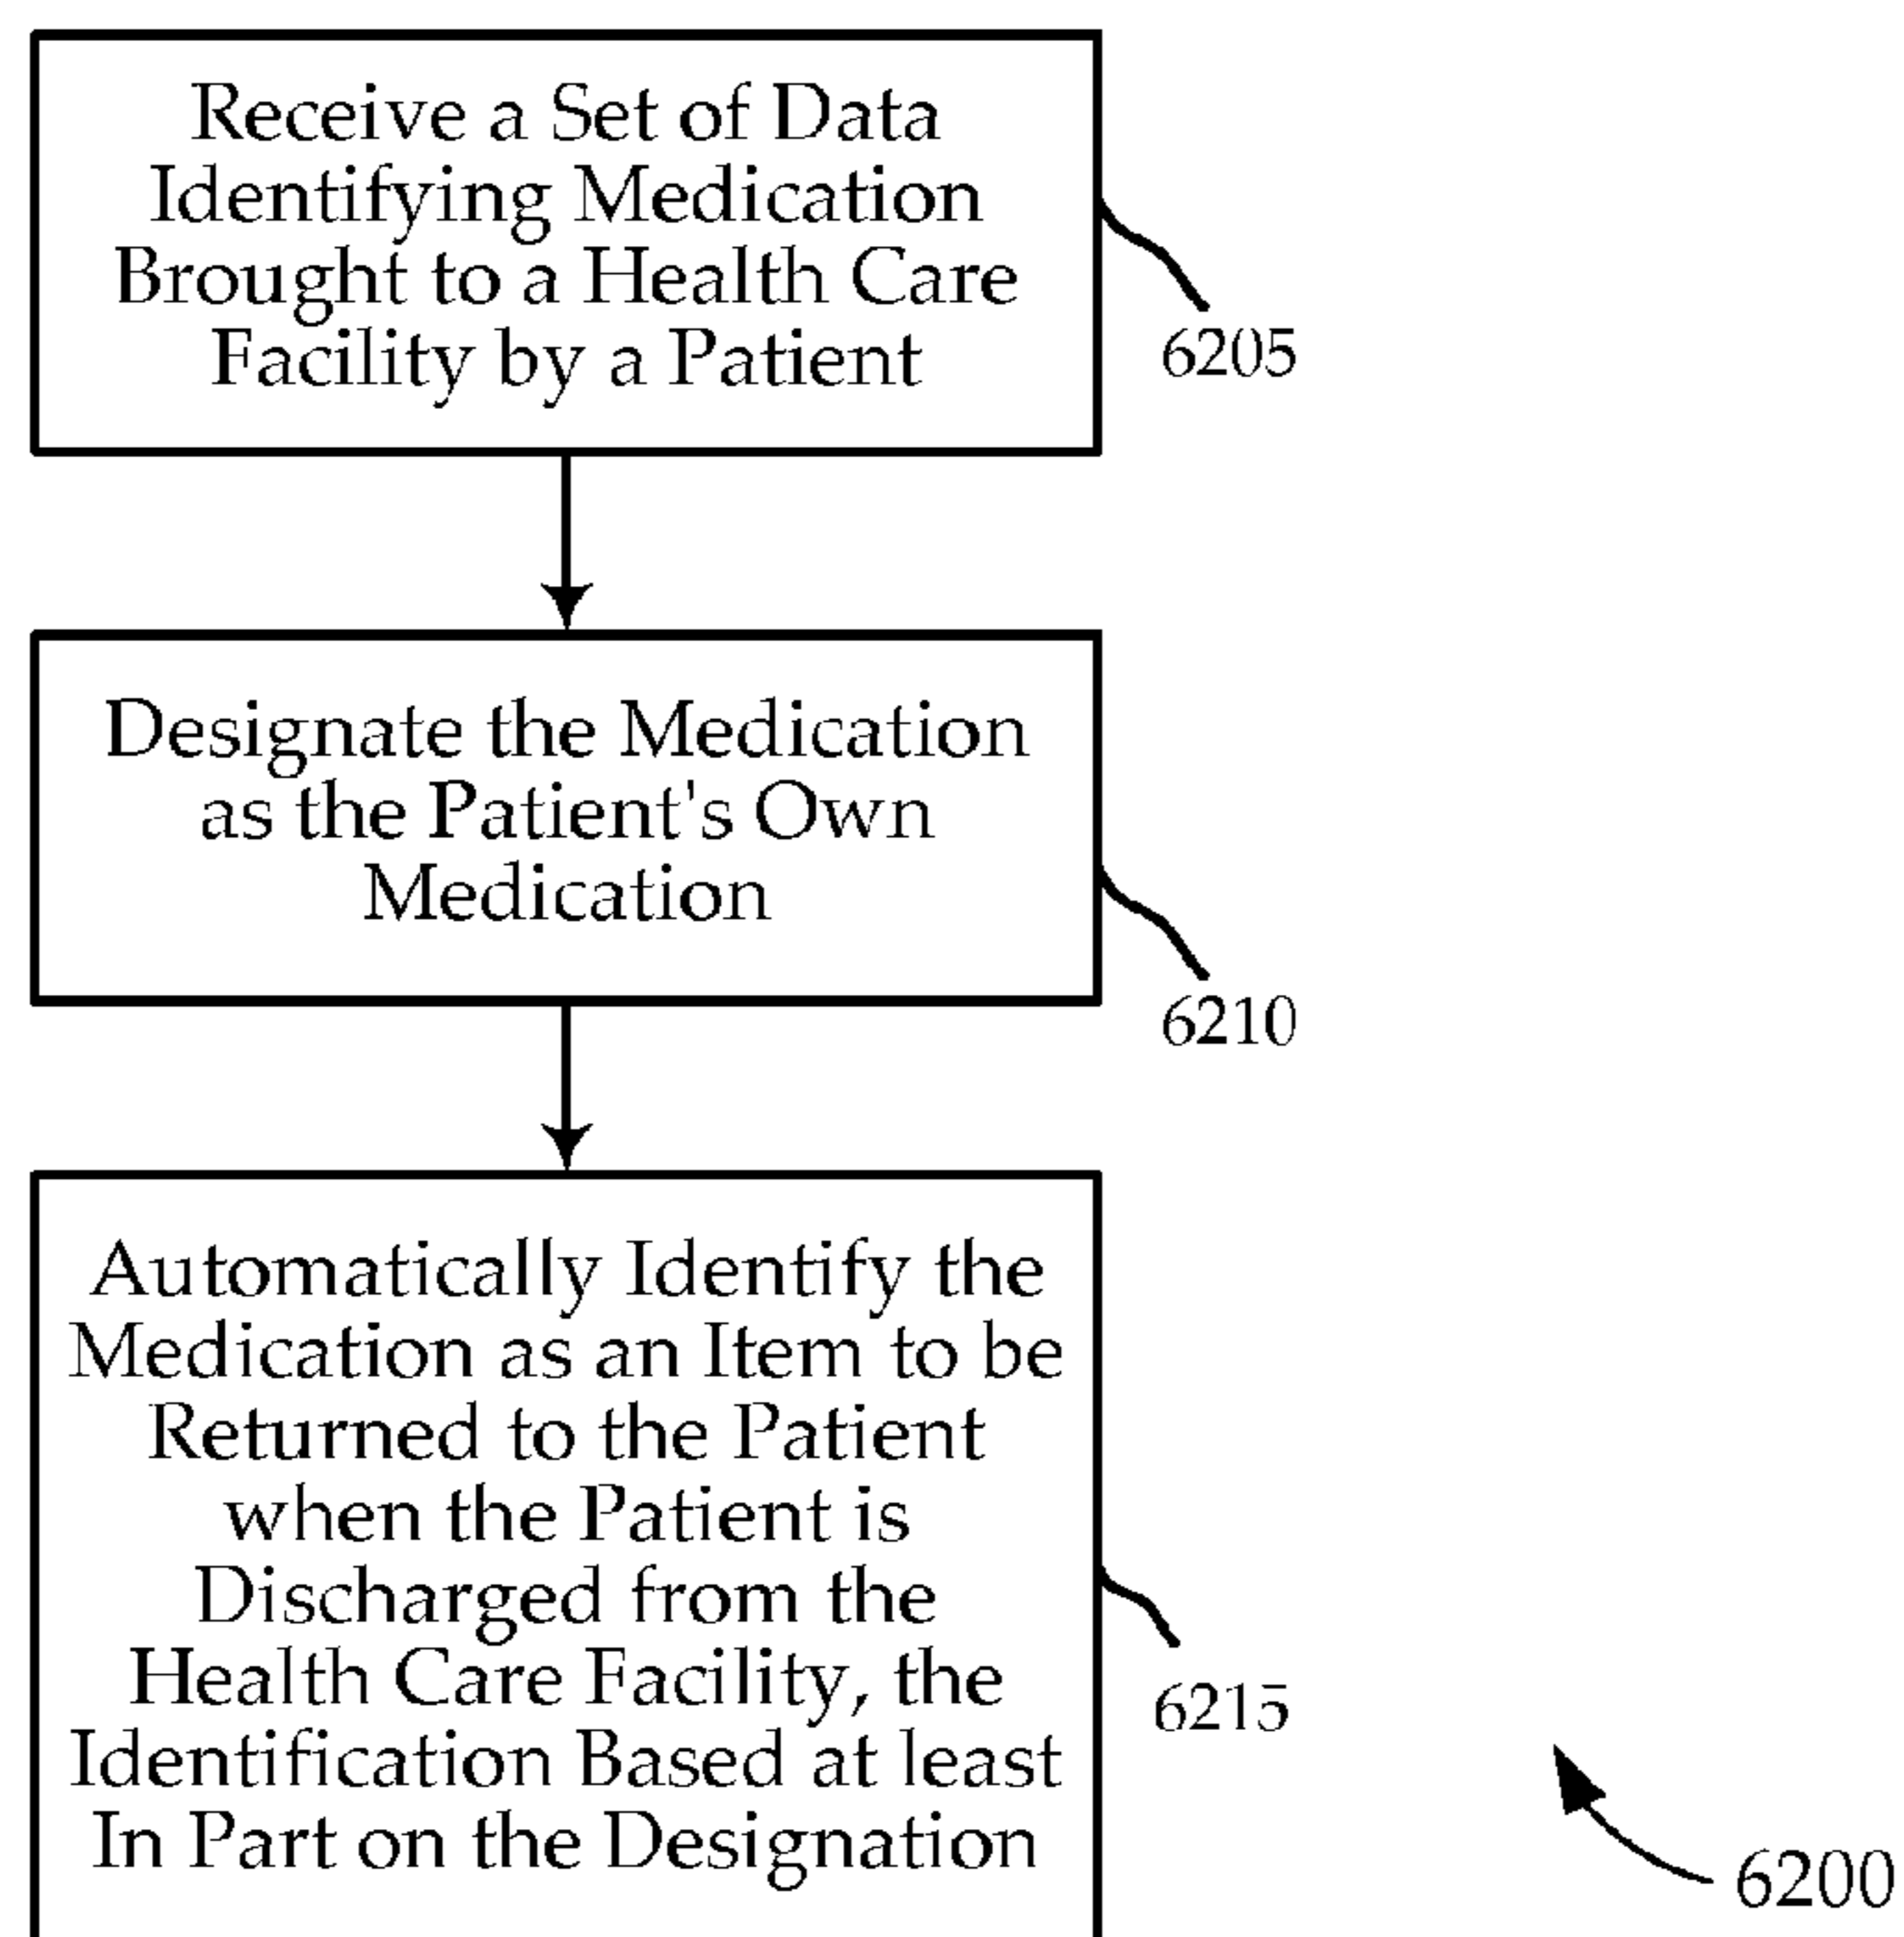 Receive a Set of Data
Identifying Medication
Brought to a Health Care
Facility by a Patient
6205
Designate the Medication
as the Patient's Own
Medication
6210
Automatically Identify the
Medication as an Item to be
Returned to the Patient
when the Patient is
Discharged from the
Health Care Facility, the
Identification Based at least
In Part on the Designation
6215
6200